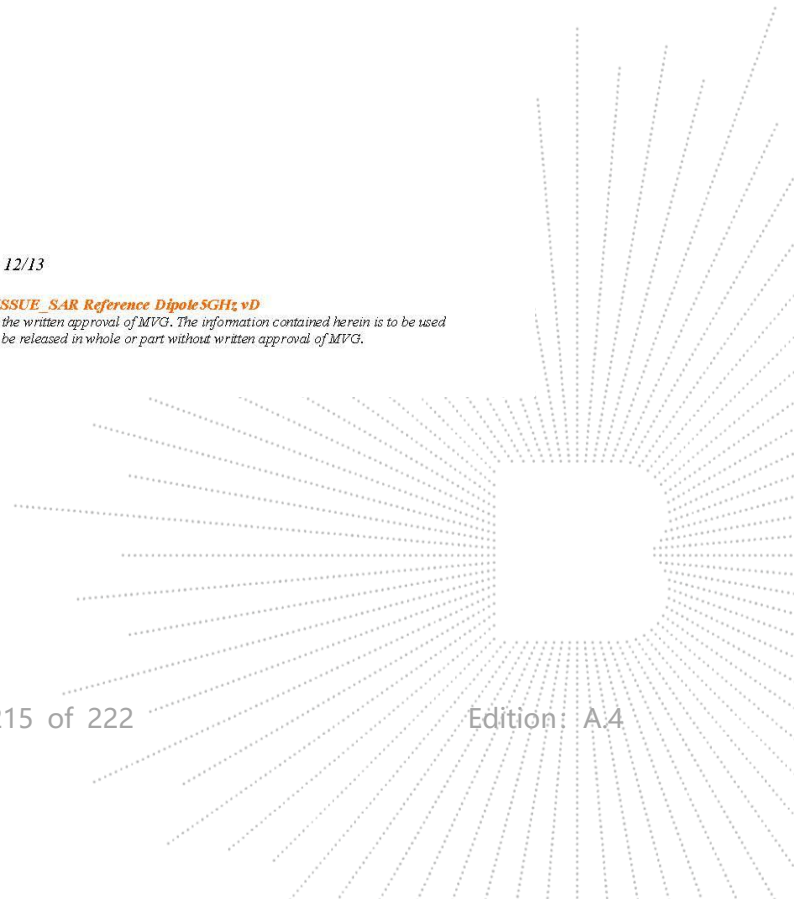 12/13
SSUE_SAR Reference Dipole5GHz vD
the written approval of MVG. The information contained herein is to be used
be released in whole or part without written approval of MVG.
15 of 222 Edition: A.4